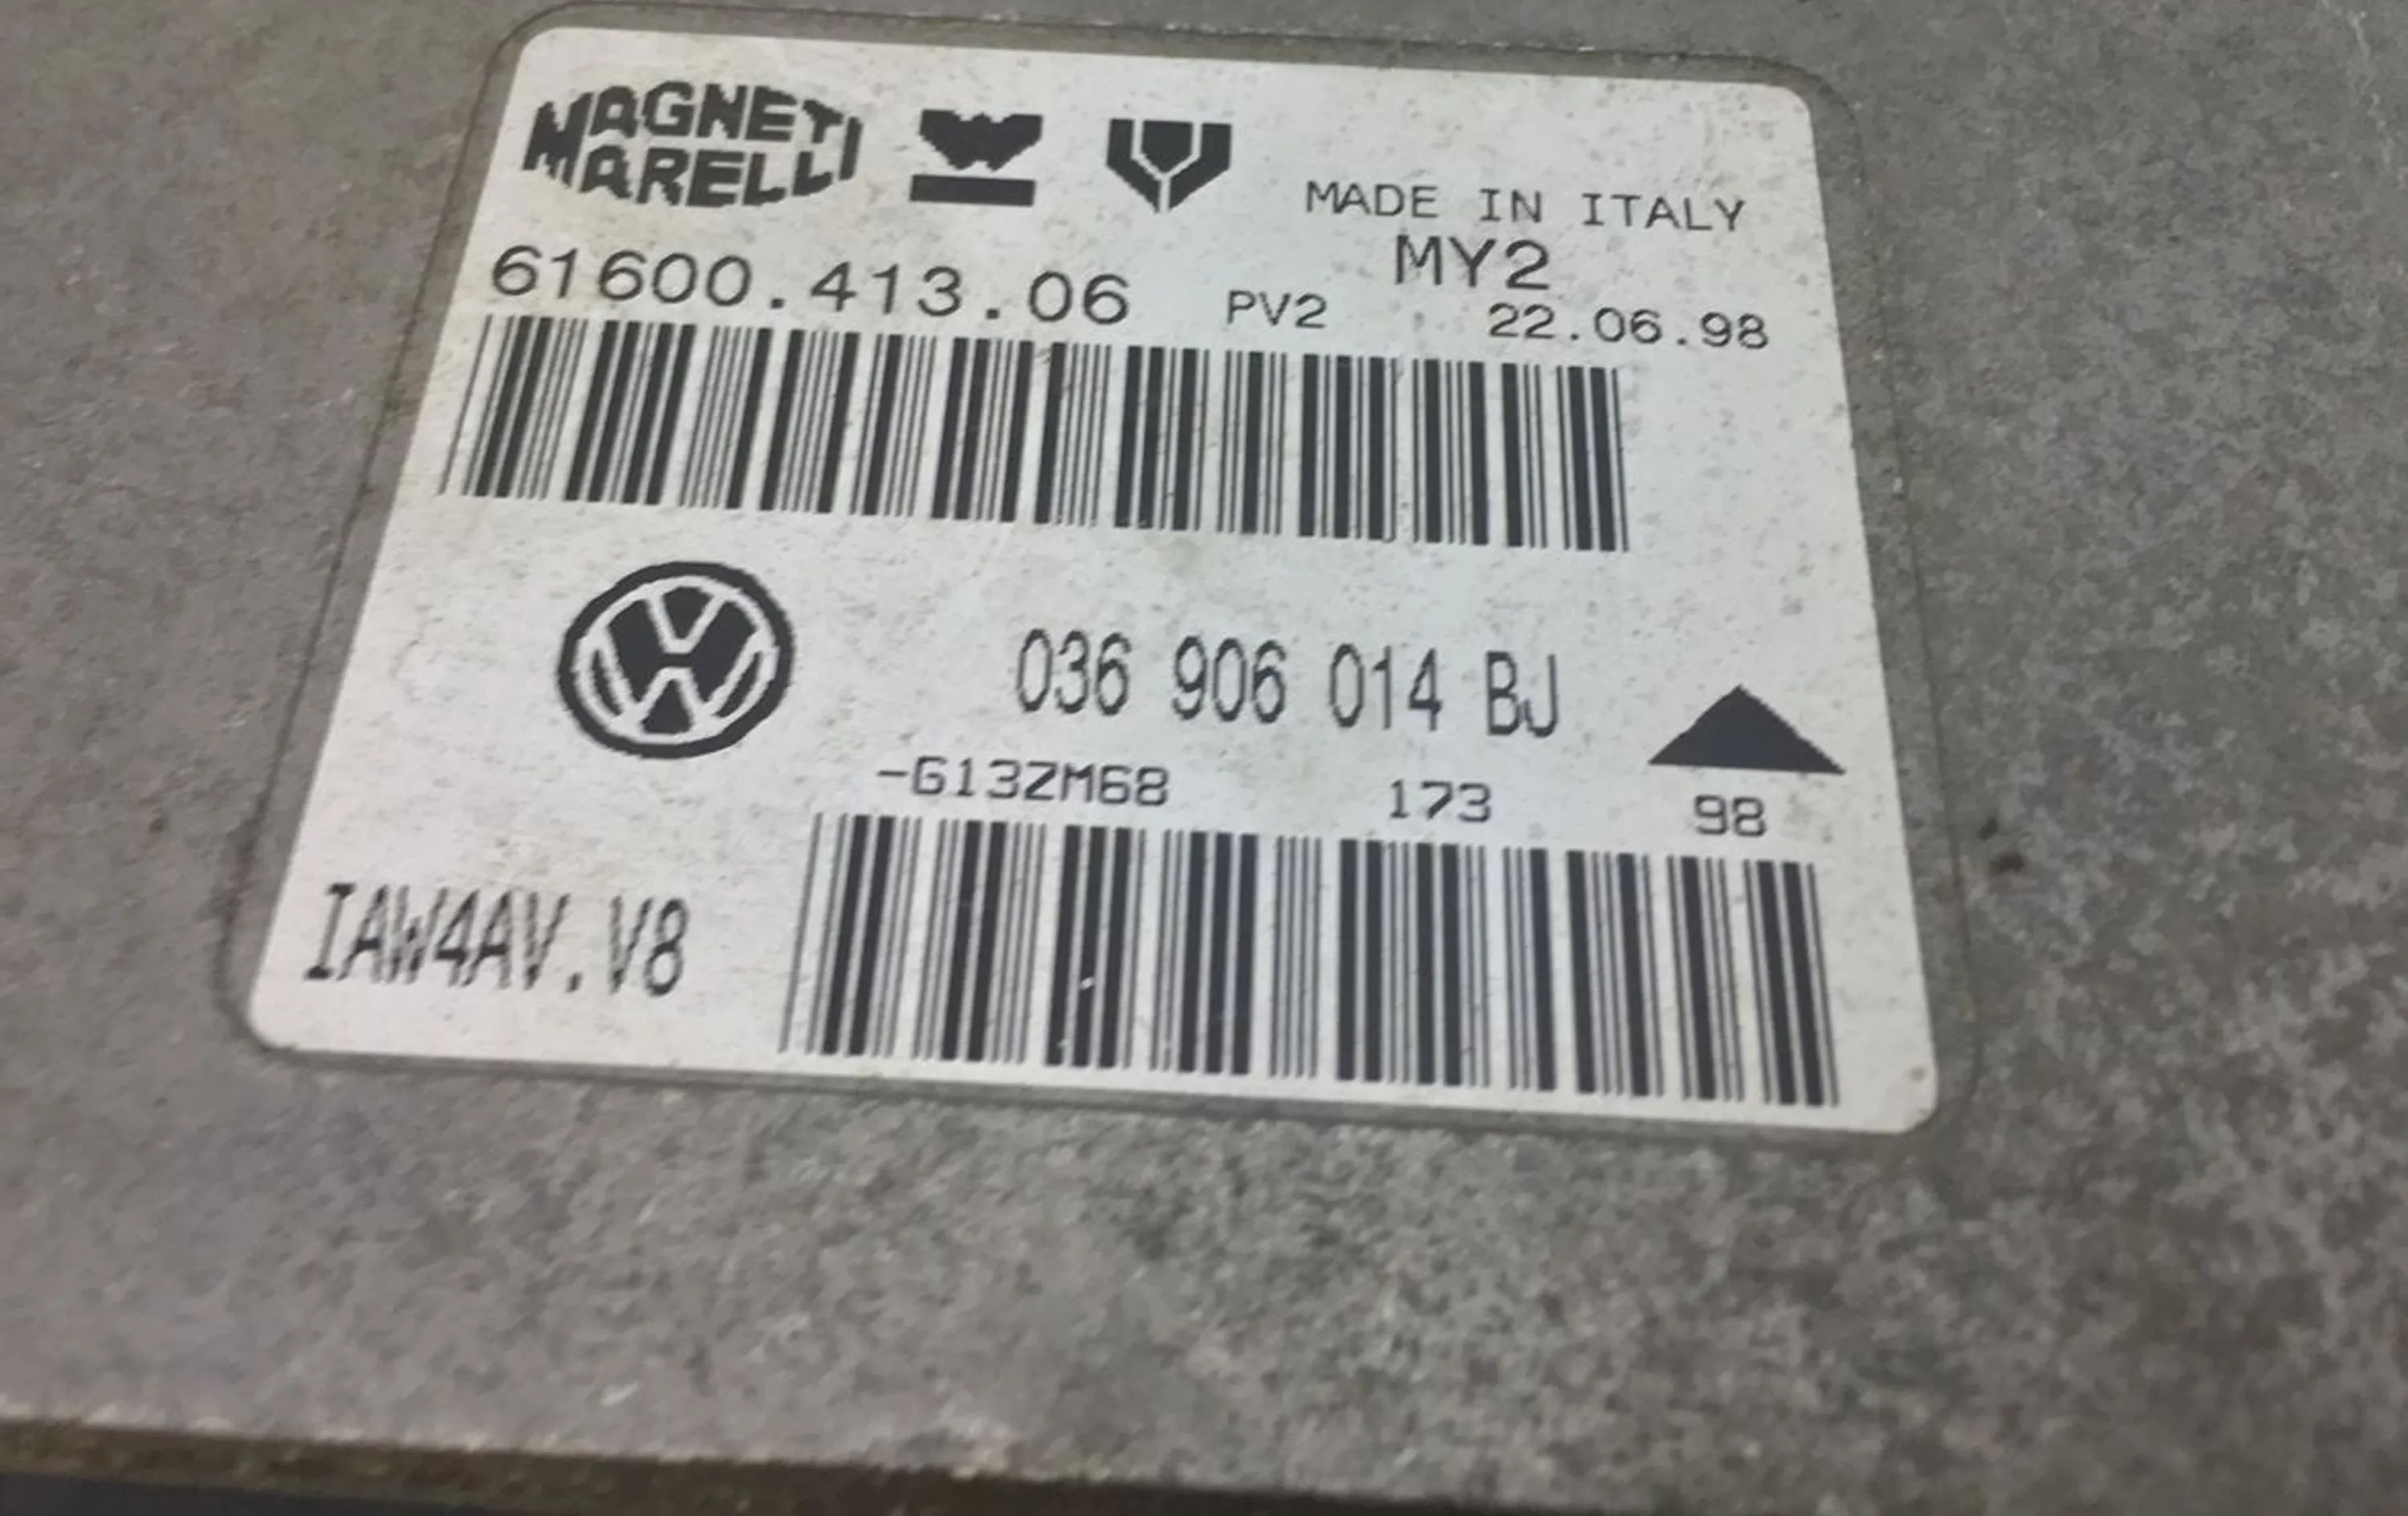 MAGNETI
MARELLI
MADE IN ITALY
MY2
61600.413.06 PV2 22.06.98
036 906 014 BJ
-G13ZM68 173 98
IAW4AV.V8